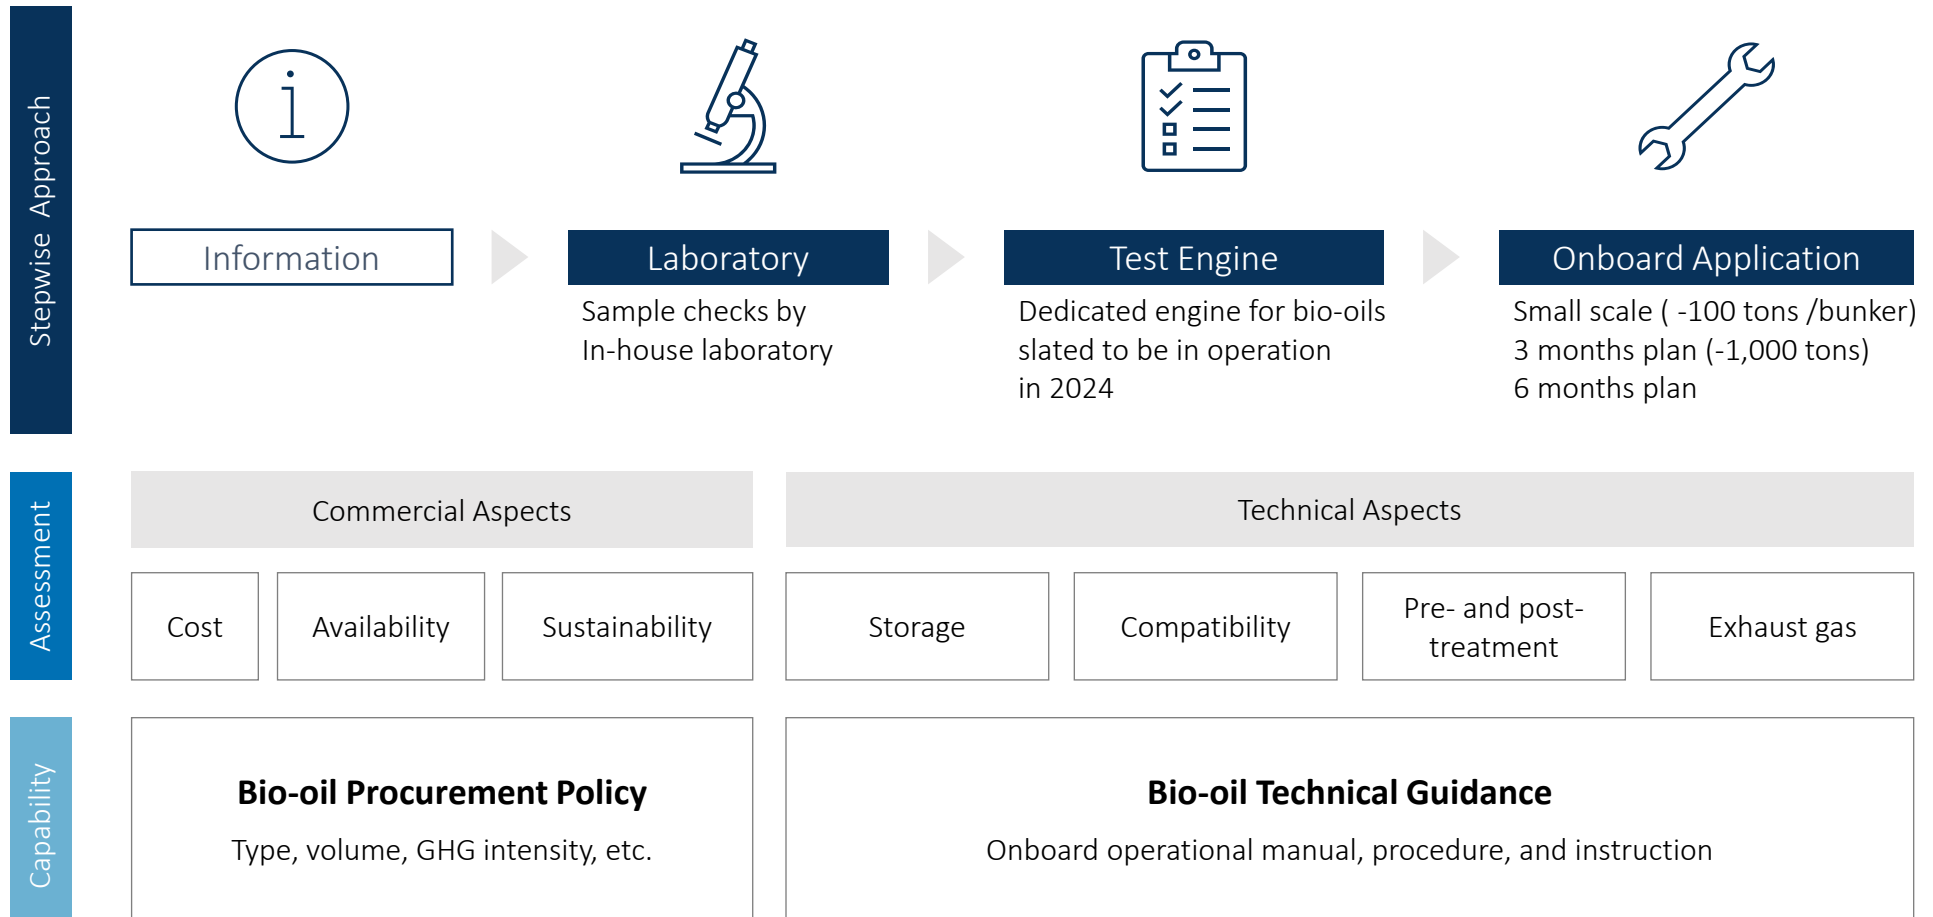 Stepwise Approach
Information
Laboratory
Test Engine
Onboard Application
Sample checks by
In-house laboratory
Dedicated engine for bio-oils
slated to be in operation
in 2024
Small scale ( -100 tons /bunker)
3 months plan (-1,000 tons)
6 months plan
Assessment
Commercial Aspects
Technical Aspects
Cost
Availability
Sustainability
Storage
Compatibility
Pre- and post-
treatment
Exhaust gas
Capability
Bio-oil Procurement Policy
Type, volume, GHG intensity, etc.
Bio-oil Technical Guidance
Onboard operational manual, procedure, and instruction